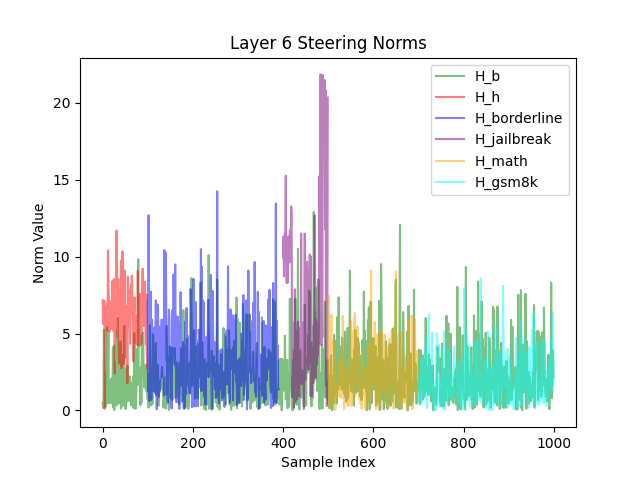 Layer 6 Steering Norms
Norm Value
20
15
10
5
0
H_b
H_h
H_borderline
H_jailbreak
H_math
H_gsm8k
0 200 400 600 800 1000
Sample Index